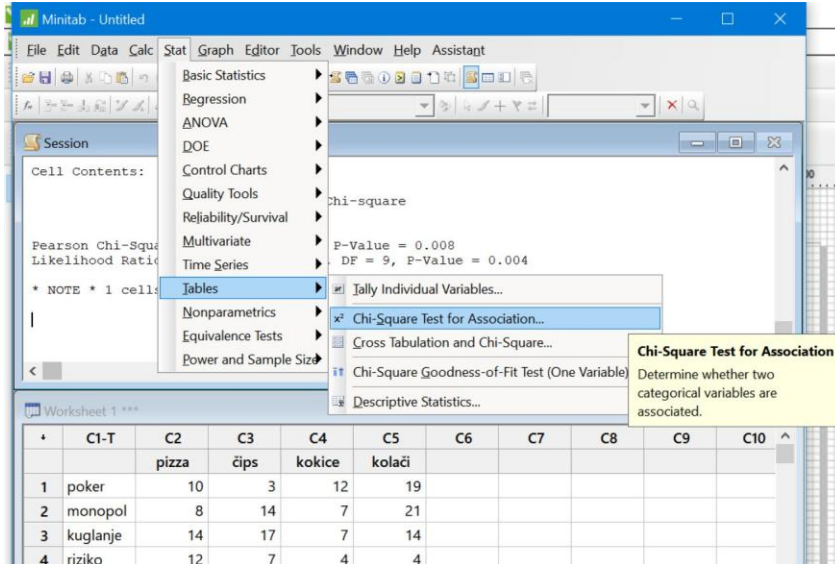 Minitab - Untitled
File Edit Data Calc Stat Graph Editor Tools Window Help Assistant
Basic Statistics
Regression
ANOVA
DOE
Control Charts
Quality Tools
Reliability/Survival
Multivariate
Time Series
Tables
Nonparametrics
Equivalence Tests
Power and Sample Size
Tally Individual Variables...
Chi-Square Test for Association...
Cross Tabulation and Chi-Square...
Chi-Square Goodness-of-Fit Test (One Variable)
Descriptive Statistics...
Chi-Square Test for Association
Determine whether two
categorical variables are
associated.
Session
Cell Contents:
Chi-square
Pearson Chi-Squa P-Value = 0.008
Likelihood Ratio DF = 9, P-Value = 0.004
* NOTE * 1 cells
Worksheet 1 ***
C1-T C2 C3 C4 C5 C6 C7 C8 C9 C10
pizza čips kokice kolači
1 poker 10 3 12 19
2 monopol 8 14 7 21
3 kuglanje 14 17 7 14
4 riziko 12 7 4 4